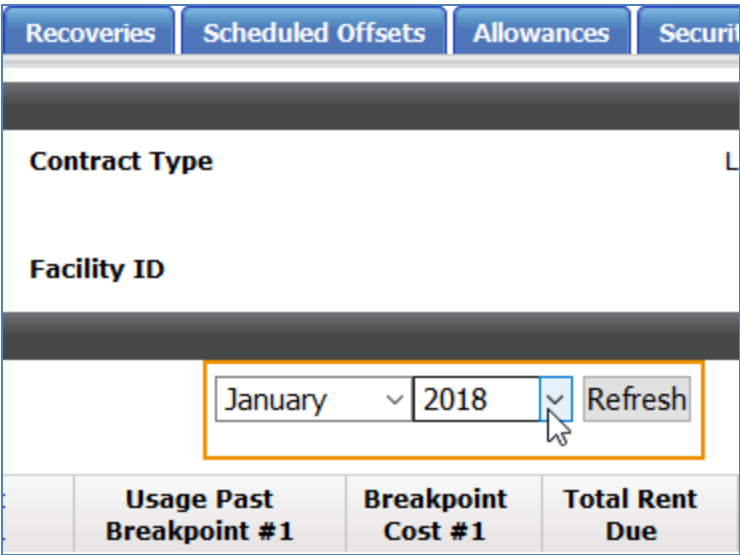 Recoveries Scheduled Offsets Allowances
Contract Type
Facility ID
January 2018 Refresh
Usage Past Breakpoint Total Rent
Breakpoint #1 Cost #1 Due